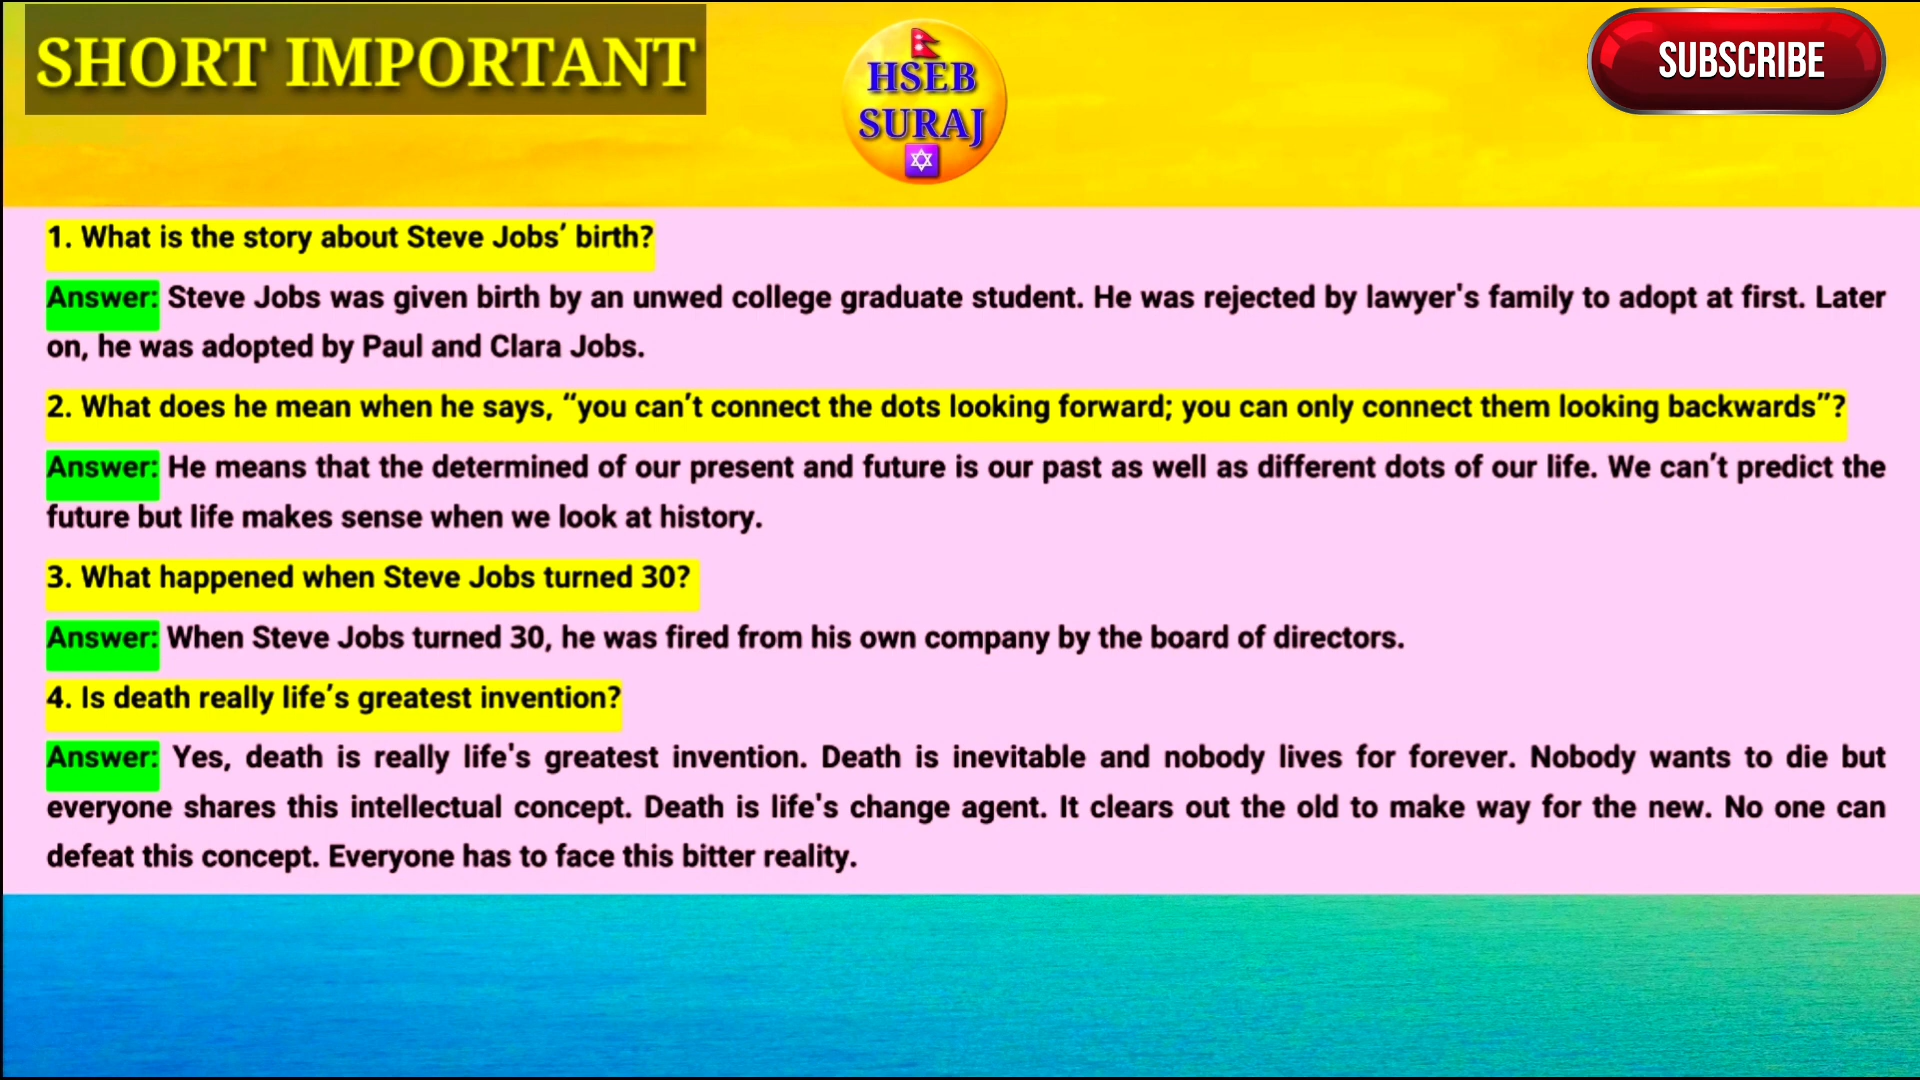 SHORT IMPORTANT
HSEB
SURAJ
SUBSCRIBE
1. What is the story about Steve Jobs’ birth?
Answer: Steve Jobs was given birth by an unwed college graduate student. He was rejected by lawyer's family to adopt at first. Later
on, he was adopted by Paul and Clara Jobs.
2. What does he mean when he says, “you can’t connect the dots looking forward; you can only connect them looking backwards”?
Answer: He means that the determined of our present and future is our past as well as different dots of our life. We can’t predict the
future but life makes sense when we look at history.
3. What happened when Steve Jobs turned 30?
Answer: When Steve Jobs turned 30, he was fired from his own company by the board of directors.
4. Is death really life’s greatest invention?
Answer: Yes, death is really life's greatest invention. Death is inevitable and nobody lives for forever. Nobody wants to die but
everyone shares this intellectual concept. Death is life's change agent. It clears out the old to make way for the new. No one can
defeat this concept. Everyone has to face this bitter reality.